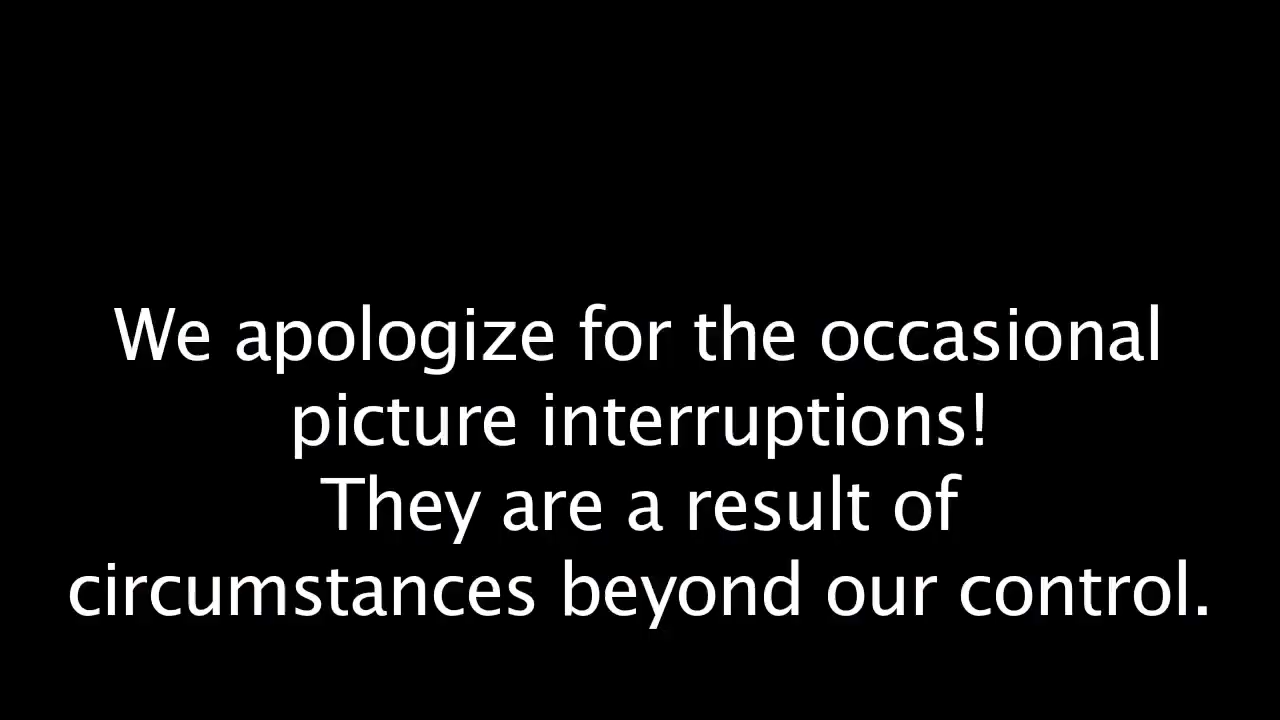 We apologize for the occasional
picture interruptions!
They are a result of
circumstances beyond our control.